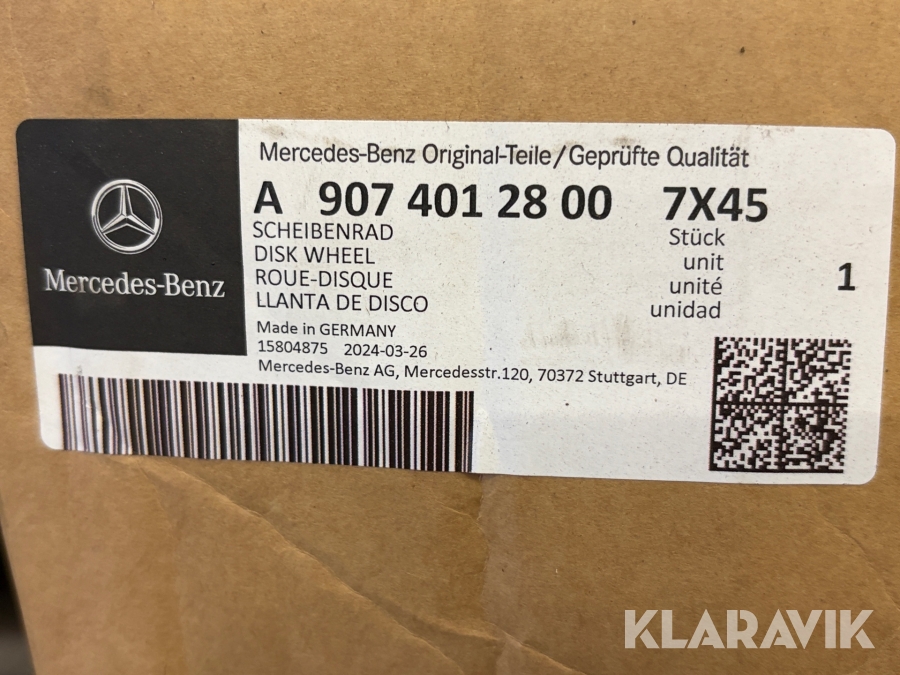 Mercedes-Benz Original-Teile/Geprüfte Qualität
A 907 401 28 00 7X45
SCHEIBENRAD
DISK WHEEL
ROUE-DISQUE
LLANTA DE DISCO
Stück
unit
unité
unidad
1
Mercedes-Benz
Made in GERMANY
15804875 2024-03-26
Mercedes-Benz AG, Mercedesstr.120, 70372 Stuttgart, DE
KLARAVIK